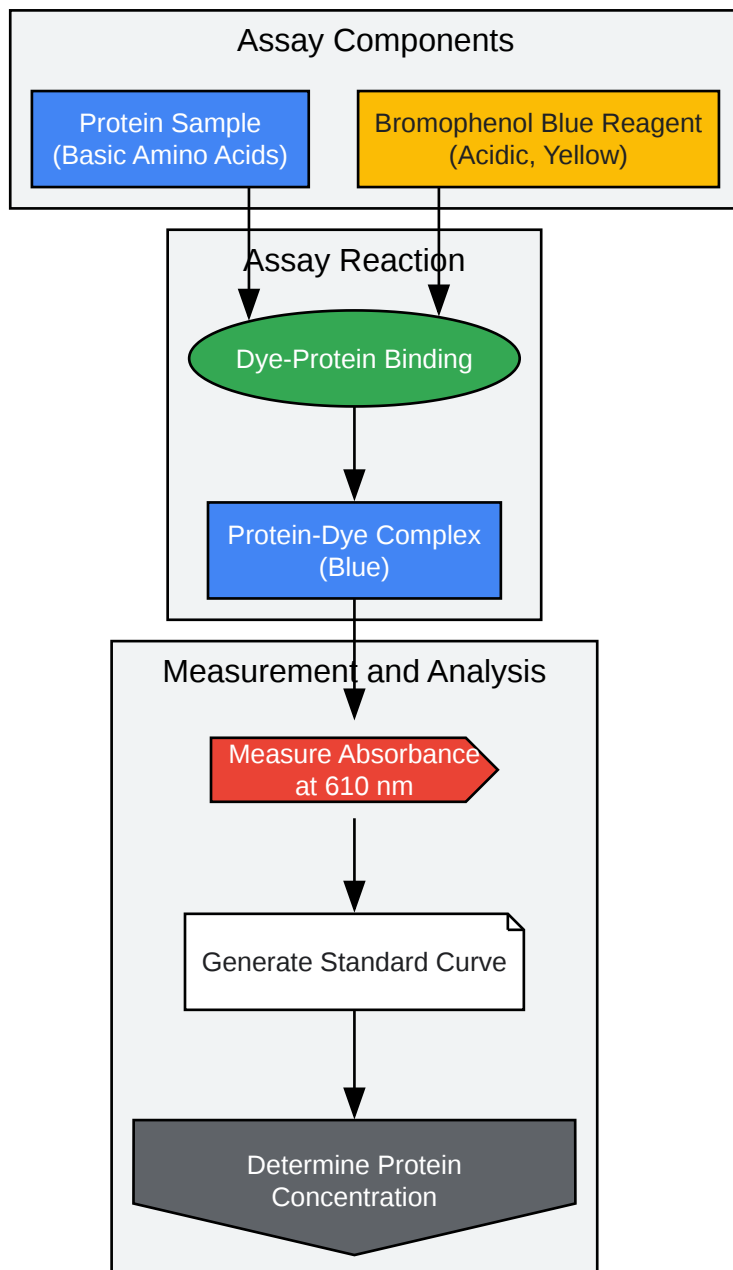 Assay Components
Protein Sample
(Basic Amino Acids)
Bromophenol Blue Reagent
(Acidic, Yellow)
Assay Reaction
Dye-Protein Binding
Protein-Dye Complex
(Blue)
Measurement and Analysis
Measure Absorbance
at 610 nm
Generate Standard Curve
Determine Protein
Concentration